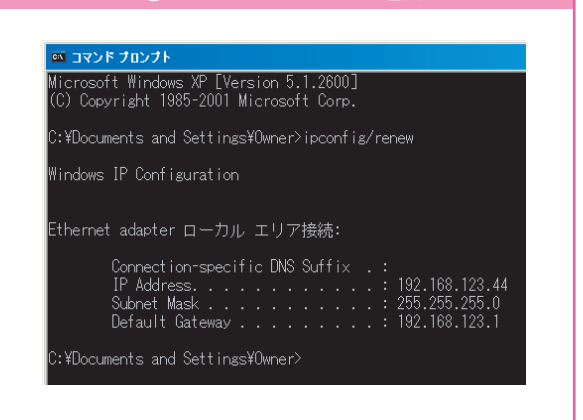 コマンド プロンプト
Microsoft Windows XP [Version 5.1.2600]
(C) Copyright 1985-2001 Microsoft Corp.
C:¥Documents and Settings¥Owner>ipconfig/renew
Windows IP Configuration
Ethernet adapter ローカル エリア接続:
Connection-specific DNS Suffix  . :
IP Address. . . . . . . . . . . . : 192.168.123.44
Subnet Mask . . . . . . . . . . . : 255.255.255.0
Default Gateway . . . . . . . . . : 192.168.123.1
C:¥Documents and Settings¥Owner>